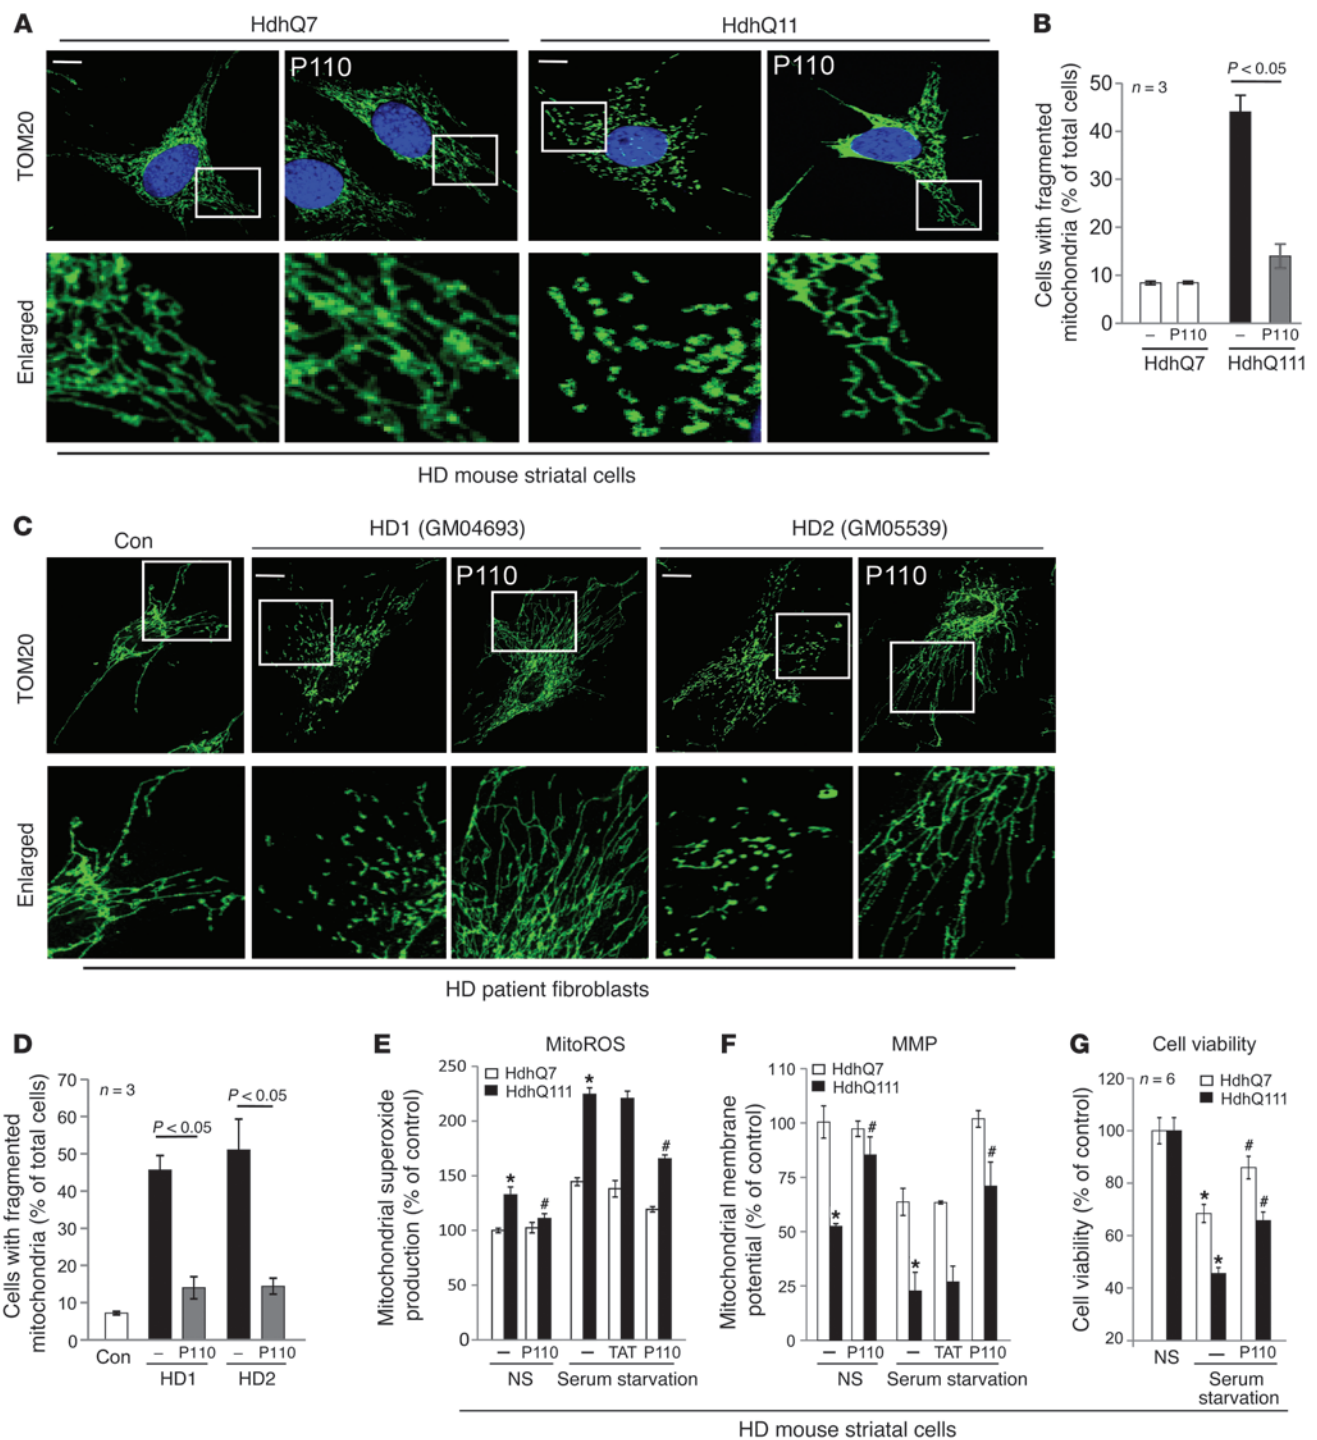 A
HdhQ7
HdhQ11
TOM20
P110
P110
Enlarged
HD mouse striatal cells
B
Cells with fragmented
mitochondria (% of total cells)
n = 3
P < 0.05
50
40
30
20
10
0
– P110 – P110
HdhQ7 HdhQ111
C
Con
HD1 (GM04693)
HD2 (GM05539)
TOM20
P110
P110
Enlarged
HD patient fibroblasts
D
Cells with fragmented
mitochondria (% of total cells)
n = 3
P < 0.05
P < 0.05
70
60
50
40
30
20
10
0
Con – P110 – P110
HD1 HD2
E
MitoROS
Mitochondrial superoxide
production (% of control)
HdhQ7
HdhQ111
250
200
150
100
50
0
* # * #
– P110 – TAT P110
NS Serum starvation
F
MMP
Mitochondrial membrane
potential (% of control)
HdhQ7
HdhQ111
110
100
75
50
25
0
* # * #
– P110 – TAT P110
NS Serum starvation
G
Cell viability
Cell viability (% of control)
n = 6
HdhQ7
HdhQ111
120
100
80
60
40
20
* * # #
NS – P110
Serum
starvation
HD mouse striatal cells